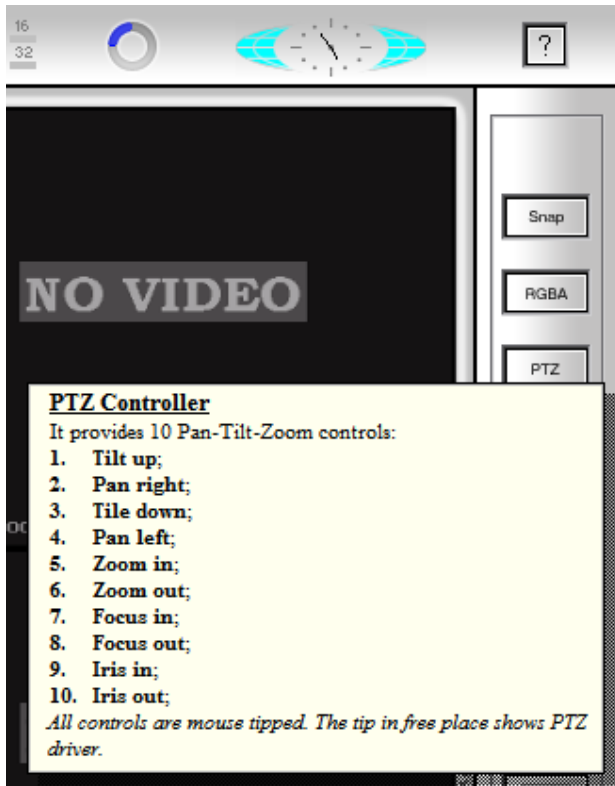 16
32
?
Snap
NO VIDEO
RGBA
PTZ
PTZ Controller
It provides 10 Pan-Tilt-Zoom controls:
1. Tilt up;
2. Pan right;
3. Tile down;
4. Pan left;
5. Zoom in;
6. Zoom out;
7. Focus in;
8. Focus out;
9. Iris in;
10. Iris out;
All controls are mouse tipped. The tip in free place shows PTZ
driver.